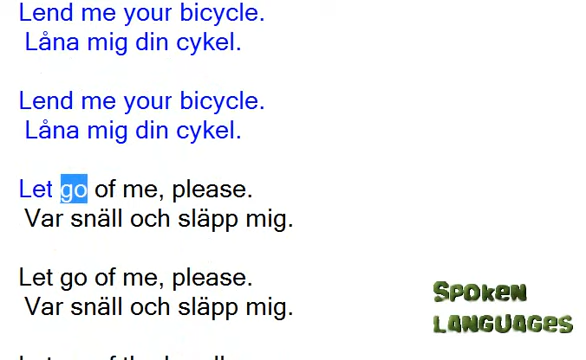 Lend me your bicycle.
Låna mig din cykel.
Lend me your bicycle.
Låna mig din cykel.
Let go of me, please.
Var snäll och släpp mig.
Let go of me, please.
Var snäll och släpp mig.
Spoken
Languages